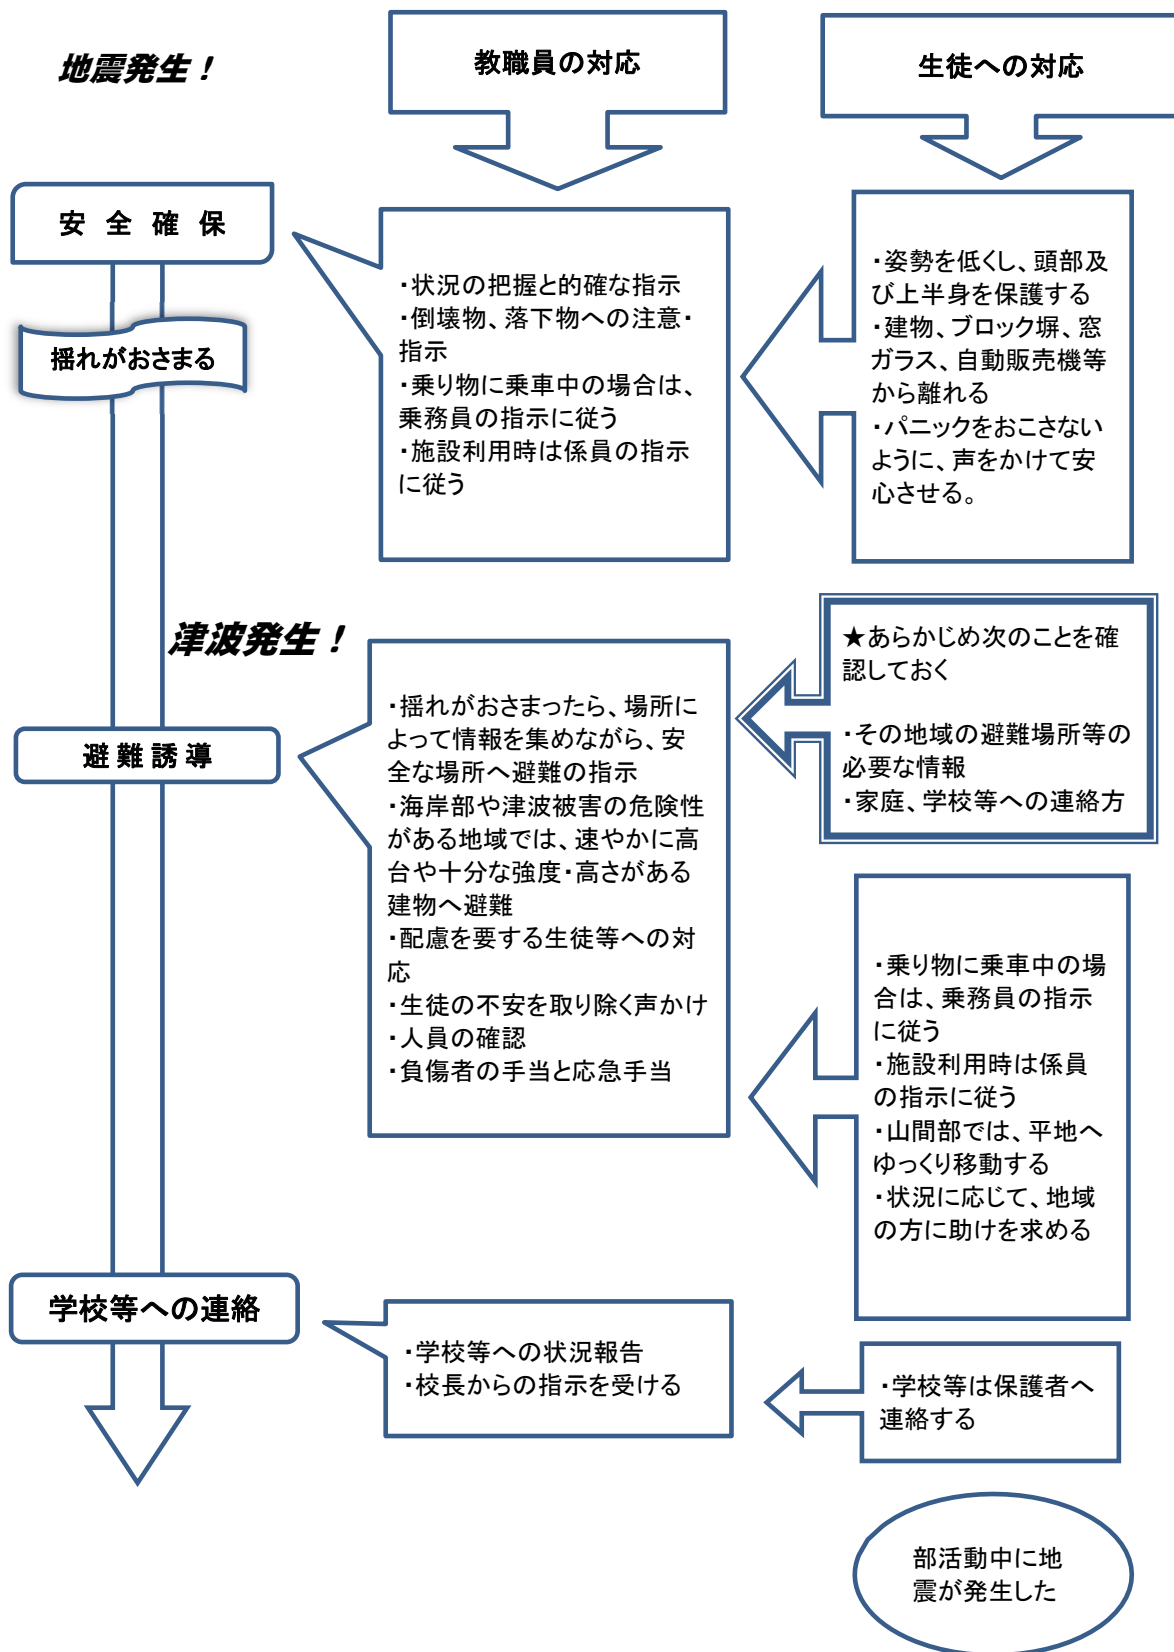 地震発生！
教職員の対応
生徒への対応
安全確保
揺れがおさまる
・状況の把握と的確な指示
・倒壊物、落下物への注意・
指示
・乗り物に乗車中の場合は、
乗務員の指示に従う
・施設利用時は係員の指示
に従う
・姿勢を低くし、頭部及
び上半身を保護する
・建物、ブロック塀、窓
ガラス、自動販売機等
から離れる
・パニックをおこさない
ように、声をかけて安
心させる。
津波発生！
避難誘導
・揺れがおさまったら、場所に
よって情報を集めながら、安
全な場所へ避難の指示
・海岸部や津波被害の危険性
がある地域では、速やかに高
台や十分な強度・高さがある
建物へ避難
・配慮を要する生徒等への対
応
・生徒の不安を取り除く声かけ
・人員の確認
・負傷者の手当と応急手当
★あらかじめ次のことを確
認しておく
・その地域の避難場所等の
必要な情報
・家庭、学校等への連絡方
・乗り物に乗車中の場
合は、乗務員の指示
に従う
・施設利用時は係員
の指示に従う
・山間部では、平地へ
ゆっくり移動する
・状況に応じて、地域
の方に助けを求める
学校等への連絡
・学校等への状況報告
・校長からの指示を受ける
・学校等は保護者へ
連絡する
部活動中に地
震が発生した